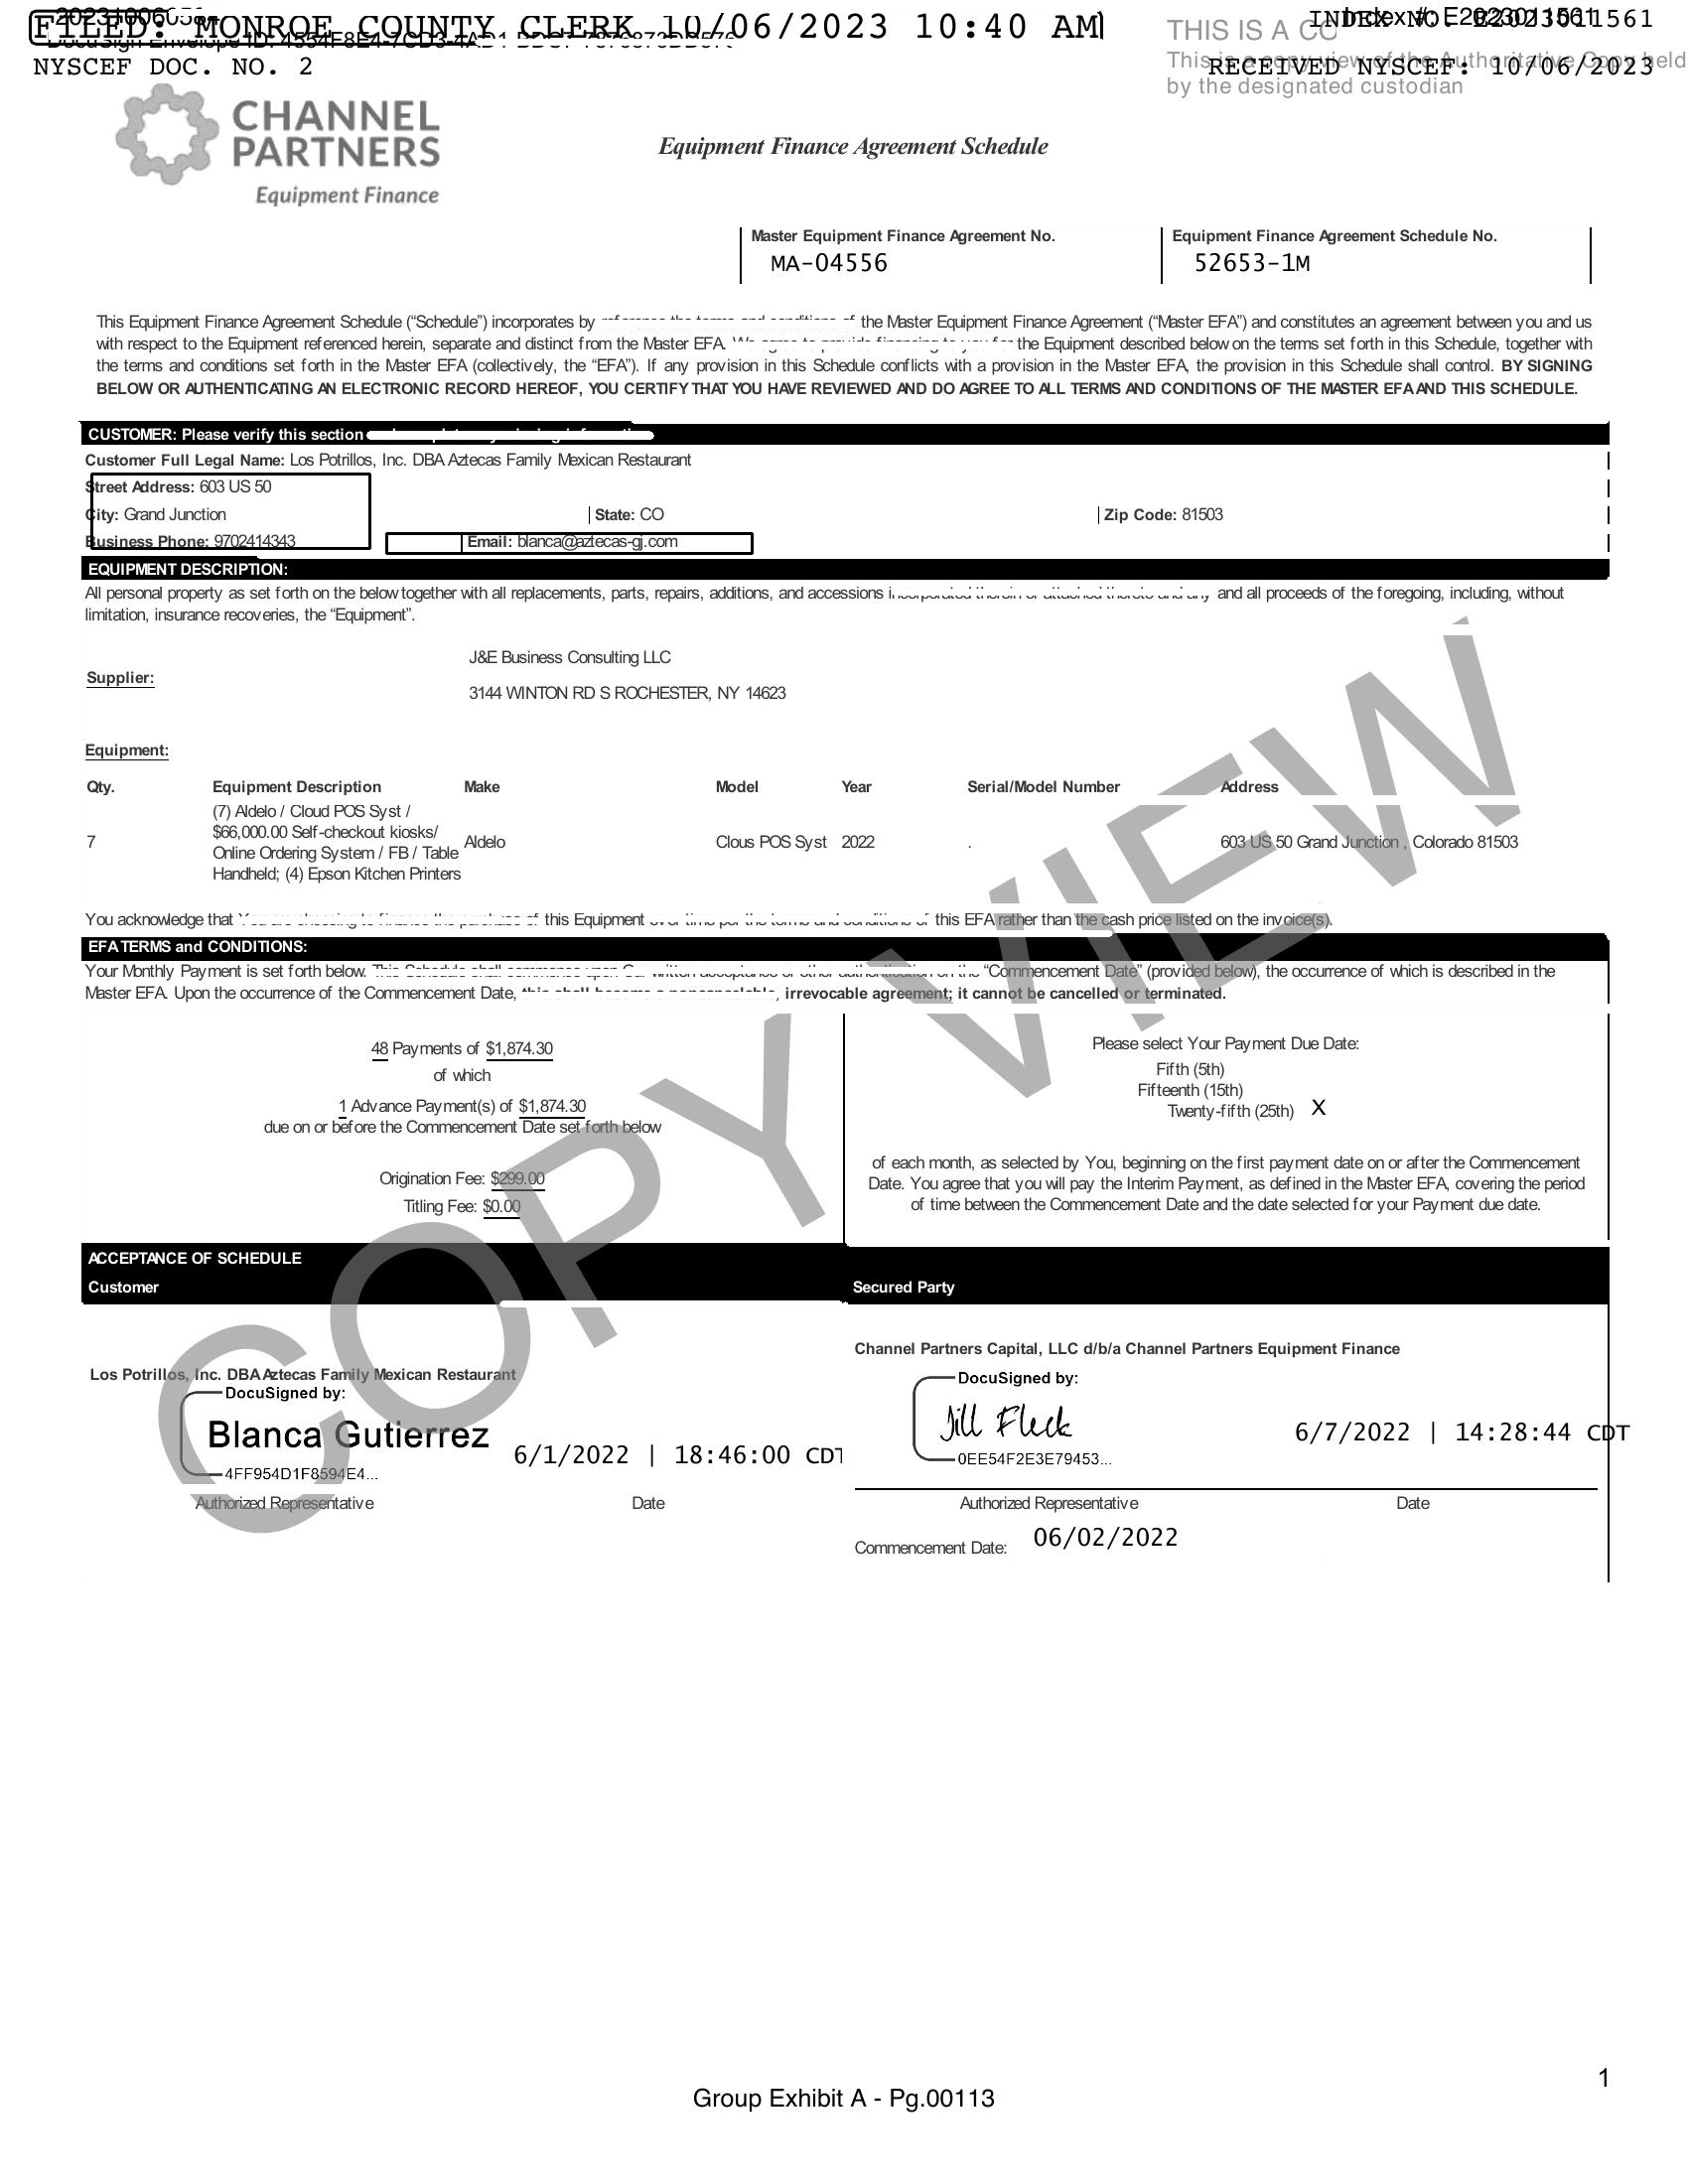 FILED: MONROE COUNTY CLERK 10/06/2023 10:40 AM
INDEX NO. E2023011561
NYSCEF DOC. NO. 2
RECEIVED NYSCEF: 10/06/2023
THIS IS A
This is a copy view of the Authoritative Copy held
by the designated custodian
CHANNEL
PARTNERS
Equipment Finance
Equipment Finance Agreement Schedule
Master Equipment Finance Agreement No.
MA-04556
Equipment Finance Agreement Schedule No.
52653-1M
This Equipment Finance Agreement Schedule (“Schedule”) incorporates by the Master Equipment Finance Agreement (“Master EFA”) and constitutes an agreement between you and us
with respect to the Equipment referenced herein, separate and distinct from the Master EFA. the Equipment described below on the terms set forth in this Schedule, together with
the terms and conditions set forth in the Master EFA (collectively, the “EFA”). If any provision in this Schedule conflicts with a provision in the Master EFA, the provision in this Schedule shall control. BY SIGNING
BELOW OR AUTHENTICATING AN ELECTRONIC RECORD HEREOF, YOU CERTIFY THAT YOU HAVE REVIEWED AND DO AGREE TO ALL TERMS AND CONDITIONS OF THE MASTER EFA AND THIS SCHEDULE.
CUSTOMER: Please verify this section
Customer Full Legal Name: Los Potrillos, Inc. DBA Aztecas Family Mexican Restaurant
Street Address: 603 US 50
City: Grand Junction State: CO Zip Code: 81503
Business Phone: 9702414343 Email: blanca@aztecas-gj.com
EQUIPMENT DESCRIPTION:
All personal property as set forth on the below together with all replacements, parts, repairs, additions, and accessions and all proceeds of the foregoing, including, without
limitation, insurance recoveries, the “Equipment”.
J&E Business Consulting LLC
Supplier:
3144 WINTON RD S ROCHESTER, NY 14623
Equipment:
Qty. Equipment Description Make Model Year Serial/Model Number Address
(7) Aldelo / Cloud POS Syst /
$66,000.00 Self-checkout kiosks/
7 Aldelo Clous POS Syst 2022 . 603 US 50 Grand Junction , Colorado 81503
Online Ordering System / FB / Table
Handheld; (4) Epson Kitchen Printers
You acknowledge that this Equipment this EFA rather than the cash price listed on the invoice(s).
EFA TERMS and CONDITIONS:
Your Monthly Payment is set forth below. “Commencement Date” (provided below), the occurrence of which is described in the
Master EFA. Upon the occurrence of the Commencement Date, irrevocable agreement; it cannot be cancelled or terminated.
48 Payments of $1,874.30
of which
1 Advance Payment(s) of $1,874.30
due on or before the Commencement Date set forth below
Origination Fee: $299.00
Titling Fee: $0.00
Please select Your Payment Due Date:
Fifth (5th)
Fifteenth (15th)
Twenty-fifth (25th) X
of each month, as selected by You, beginning on the first payment date on or after the Commencement
Date. You agree that you will pay the Interim Payment, as defined in the Master EFA, covering the period
of time between the Commencement Date and the date selected for your Payment due date.
ACCEPTANCE OF SCHEDULE
Customer
Secured Party
Los Potrillos, Inc. DBA Aztecas Family Mexican Restaurant
DocuSigned by:
Blanca Gutierrez
6/1/2022 | 18:46:00 CDT
4FF954D1F8594E4...
Authorized Representative Date
Channel Partners Capital, LLC d/b/a Channel Partners Equipment Finance
DocuSigned by:
Jill Fleck
6/7/2022 | 14:28:44 CDT
0EE54F2E3E79453...
Authorized Representative Date
Commencement Date: 06/02/2022
COPY VIEW
1
Group Exhibit A - Pg.00113